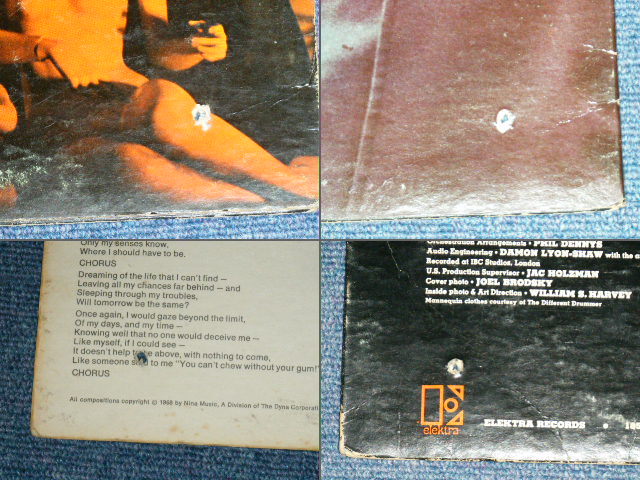 Only my senses know,
Where I should have to be.
CHORUS
Dreaming of the life that I can't find —
Leaving all my chances far behind — and
Sleeping through my troubles,
Will tomorrow be the same?
Once again, I would gaze beyond the limit,
Of my days, and my time —
Knowing well that no one would deceive me —
Like myself, if I could see —
It doesn't help above, with nothing to come,
Like someone to me "You can't chew without your gum!"
CHORUS
All compositions copyright © 1968 by Nina Music, A Division of The Dyna Corporati
Orchestration Arrangements • PHIL DENNYS
Audio Engineering • DAMON LYON-SHAW with the
Recorded at IBC Studios, London
U.S. Production Supervisor • JAC HOLZMAN
Cover photo • JOEL BRODSKY
Inside photo & Art Direction • WILLIAM S. HARVEY
Mannequin clothes courtesy of The Different Drummer
elektra
ELEKTRA RECORDS •